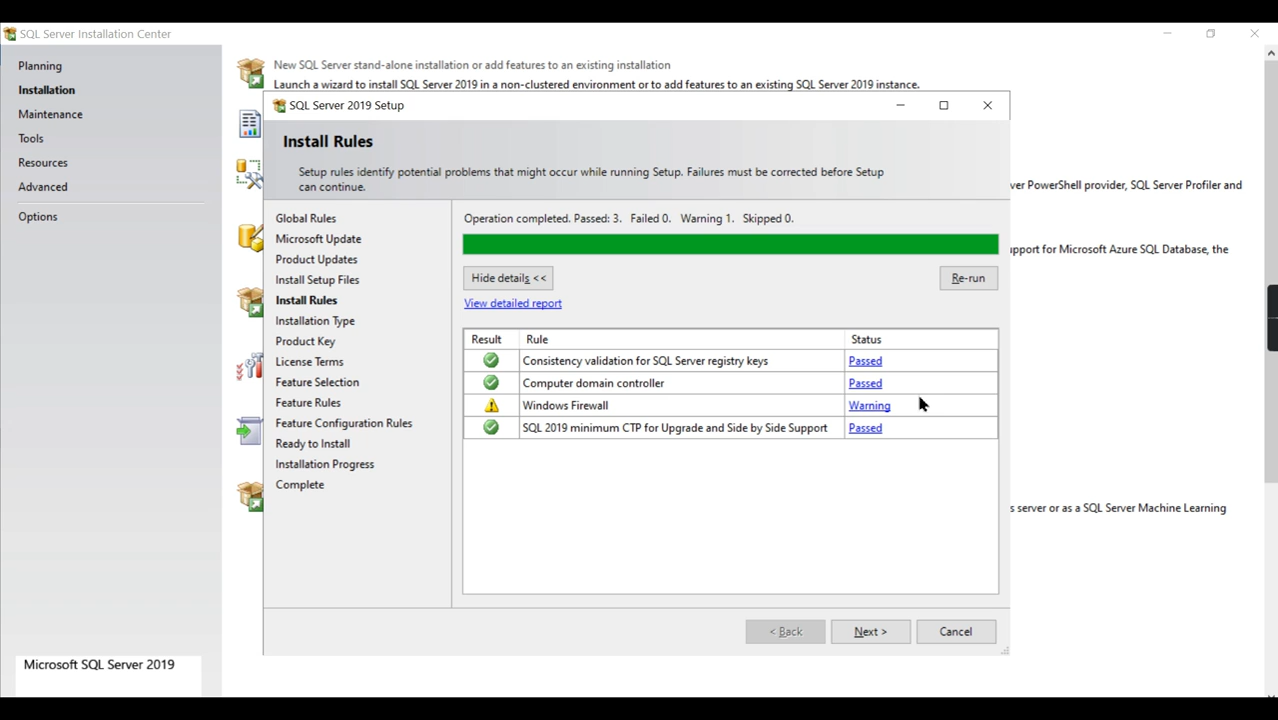 SQL Server Installation Center
Planning
Installation
Maintenance
Tools
Resources
Advanced
Options
Microsoft SQL Server 2019
New SQL Server stand-alone installation or add features to an existing installation
Launch a wizard to install SQL Server 2019 in a non-clustered environment or to add features to an existing SQL Server 2019 instance.
ver PowerShell provider, SQL Server Profiler and
upport for Microsoft Azure SQL Database, the
s server or as a SQL Server Machine Learning
SQL Server 2019 Setup
Install Rules
Setup rules identify potential problems that might occur while running Setup. Failures must be corrected before Setup
can continue.
Global Rules
Microsoft Update
Product Updates
Install Setup Files
Install Rules
Installation Type
Product Key
License Terms
Feature Selection
Feature Rules
Feature Configuration Rules
Ready to Install
Installation Progress
Complete
Operation completed. Passed: 3. Failed 0. Warning 1. Skipped 0.
Hide details <<
Re-run
View detailed report
Result Rule Status
Consistency validation for SQL Server registry keys Passed
Computer domain controller Passed
Windows Firewall Warning
SQL 2019 minimum CTP for Upgrade and Side by Side Support Passed
< Back Next > Cancel